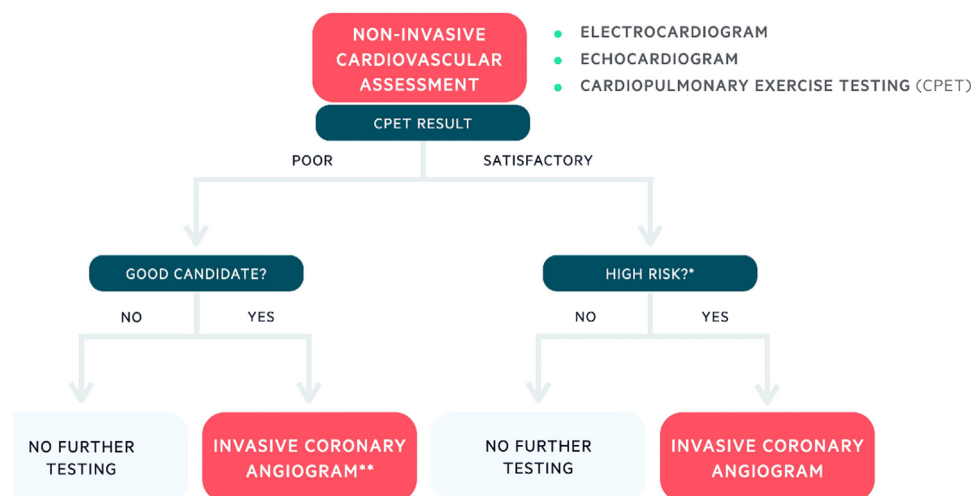 NON-INVASIVE
CARDIOVASCULAR
ASSESSMENT
ELECTROCARDIOGRAM
ECHOCARDIOGRAM
CARDIOPULMONARY EXERCISE TESTING (CPET)
CPET RESULT
POOR
SATISFACTORY
GOOD CANDIDATE?
HIGH RISK?*
NO
YES
NO
YES
NO FURTHER
TESTING
INVASIVE CORONARY
ANGIOGRAM**
NO FURTHER
TESTING
INVASIVE CORONARY
ANGIOGRAM